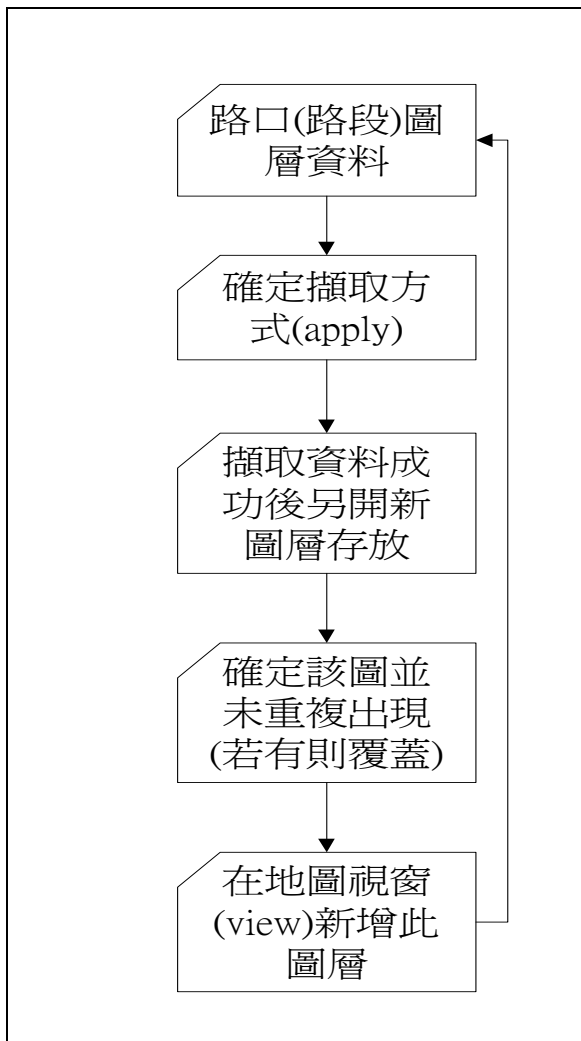 路口(路段)圖
層資料
確定擷取方
式(apply)
擷取資料成
功後另開新
圖層存放
確定該圖並
未重複出現
(若有則覆蓋)
在地圖視窗
(view)新增此
圖層